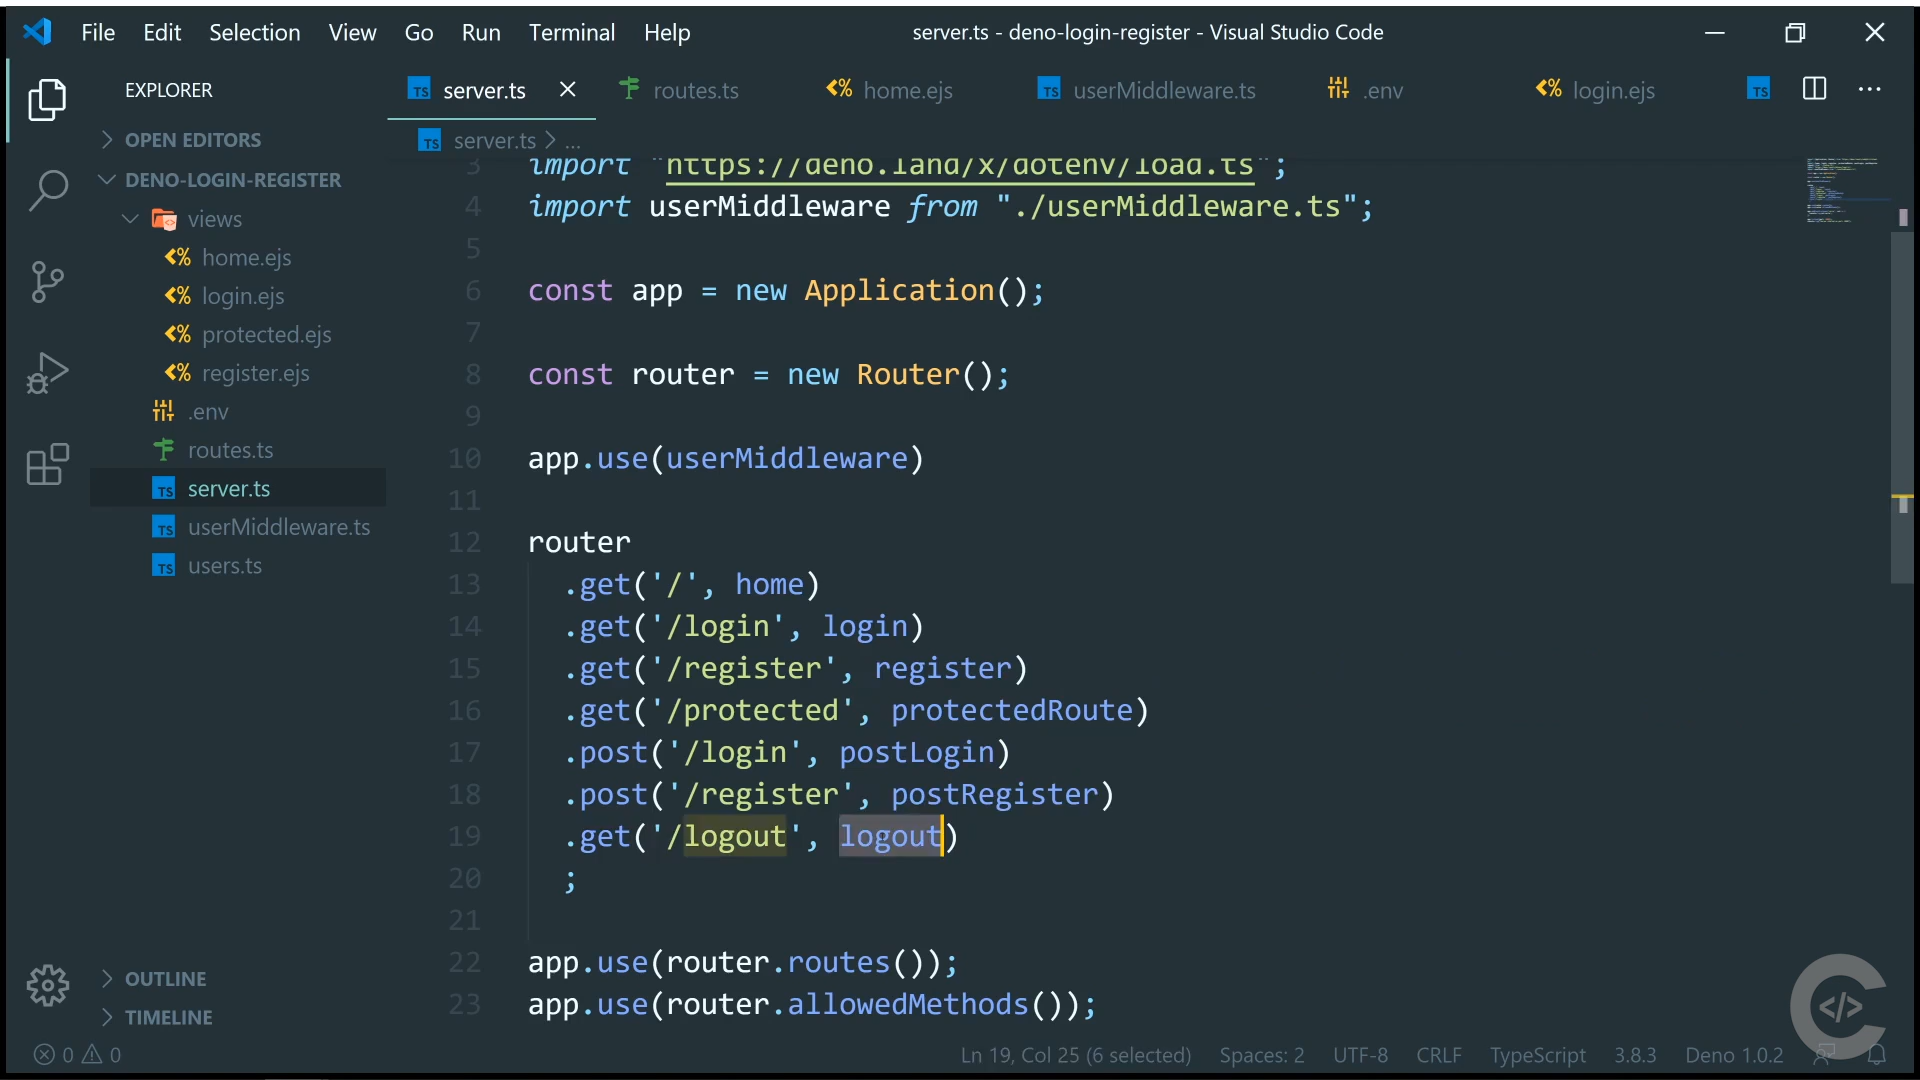 File Edit Selection View Go Run Terminal Help
server.ts - deno-login-register - Visual Studio Code
EXPLORER
server.ts
routes.ts
home.ejs
userMiddleware.ts
.env
login.ejs
OPEN EDITORS
DENO-LOGIN-REGISTER
views
home.ejs
login.ejs
protected.ejs
register.ejs
.env
routes.ts
server.ts
userMiddleware.ts
users.ts
OUTLINE
TIMELINE
server.ts > ...
3 import "https://deno.land/x/dotenv/load.ts";
4 import userMiddleware from "./userMiddleware.ts";
5
6 const app = new Application();
7
8 const router = new Router();
9
10 app.use(userMiddleware)
11
12 router
13 .get('/', home)
14 .get('/login', login)
15 .get('/register', register)
16 .get('/protected', protectedRoute)
17 .post('/login', postLogin)
18 .post('/register', postRegister)
19 .get('/logout', logout)
20 ;
21
22 app.use(router.routes());
23 app.use(router.allowedMethods());
0 0 Ln 19, Col 25 (6 selected) Spaces: 2 UTF-8 CRLF TypeScript 3.8.3 Deno 1.0.2